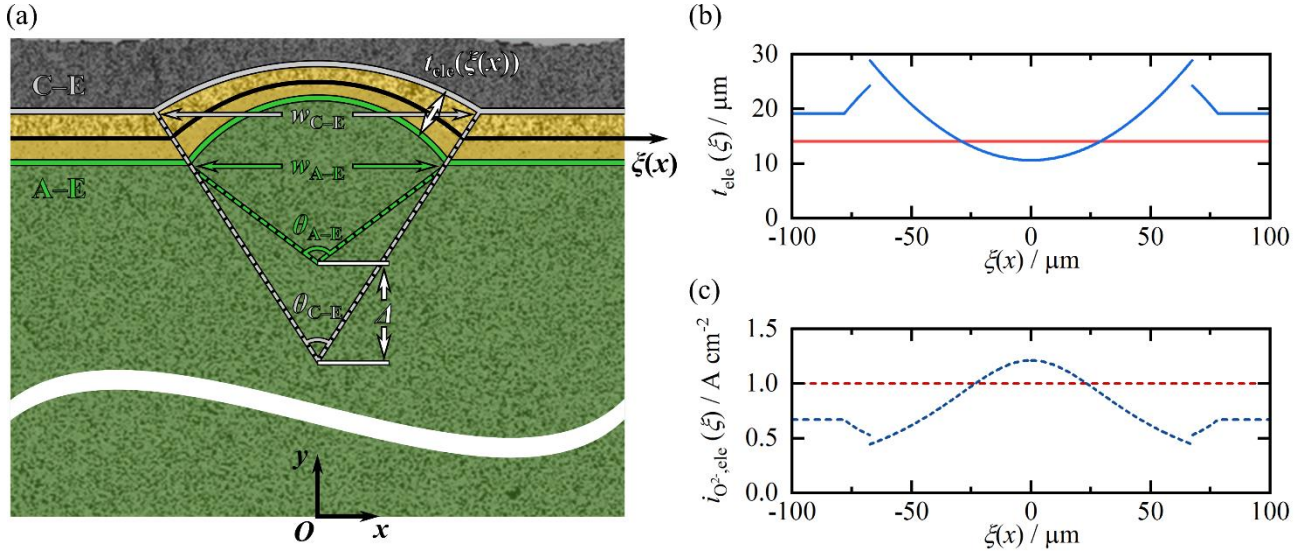 (a)
C–E
t_ele(ξ(x))
w_C–E
w_A–E
ξ(x)
A–E
θ_A–E
θ_C–E
Δ
y
O
x
(b)
30
20
10
0
t_ele (ξ) / μm
-100
-50
0
50
100
ξ(x) / μm
(c)
1.5
1.0
0.5
0.0
i_O²⁻,ele (ξ) / A cm⁻²
-100
-50
0
50
100
ξ(x) / μm